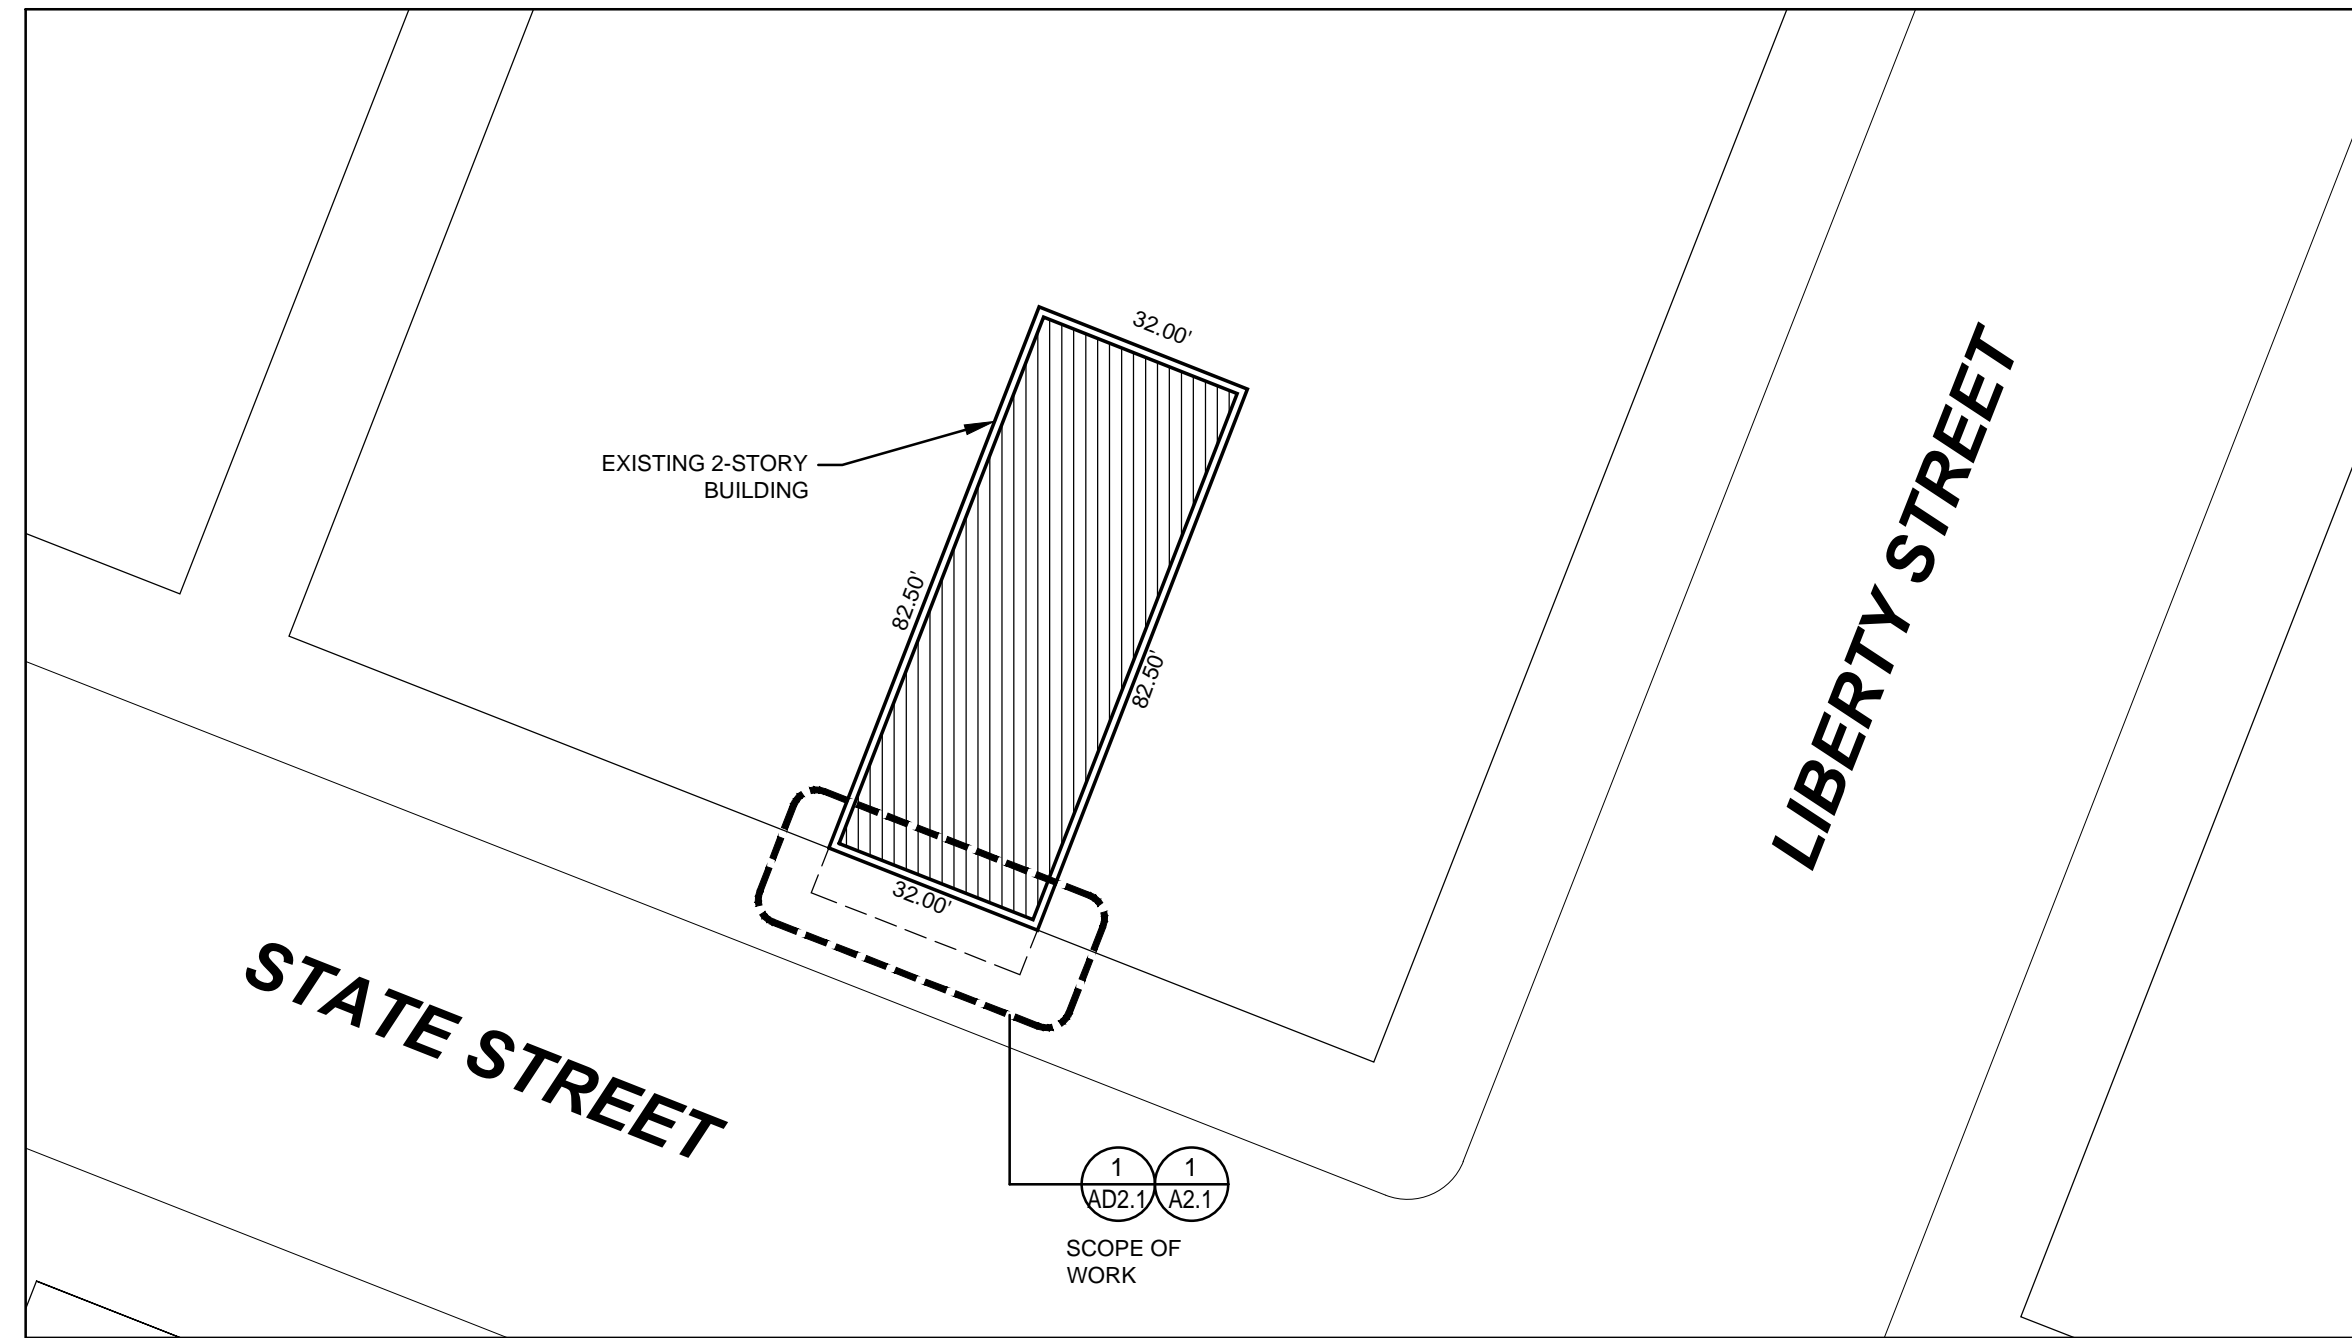 32.00'
EXISTING 2-STORY
BUILDING
82.50'
82.50'
32.00'
LIBERTY STREET
STATE STREET
1
AD2.1
1
A2.1
SCOPE OF
WORK